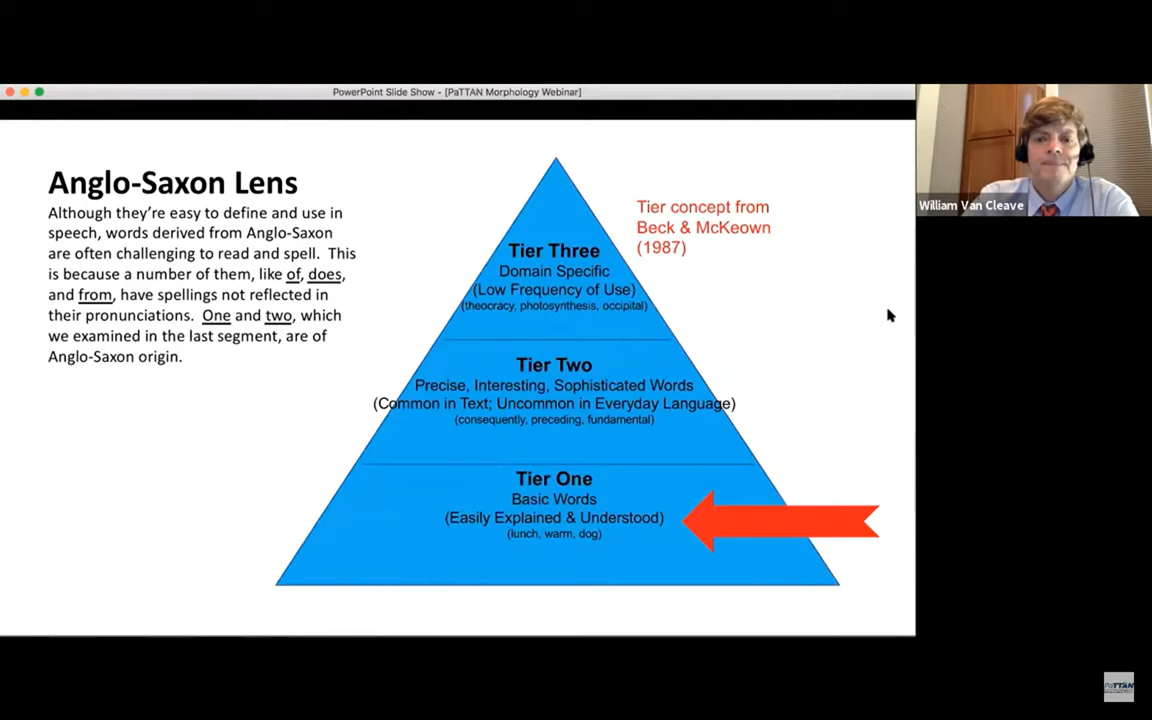 PowerPoint Slide Show - [PaTTAN Morphology Webinar]
Anglo-Saxon Lens
Although they're easy to define and use in
speech, words derived from Anglo-Saxon
are often challenging to read and spell.  This
is because a number of them, like of, does,
and from, have spellings not reflected in
their pronunciations.  One and two, which
we examined in the last segment, are of
Anglo-Saxon origin.
Tier concept from
Beck & McKeown
(1987)
Tier Three
Domain Specific
(Low Frequency of Use)
(theocracy, photosynthesis, occipital)
Tier Two
Precise, Interesting, Sophisticated Words
(Common in Text; Uncommon in Everyday Language)
(consequently, preceding, fundamental)
Tier One
Basic Words
(Easily Explained & Understood)
(lunch, warm, dog)
William Van Cleave
PaTTAN